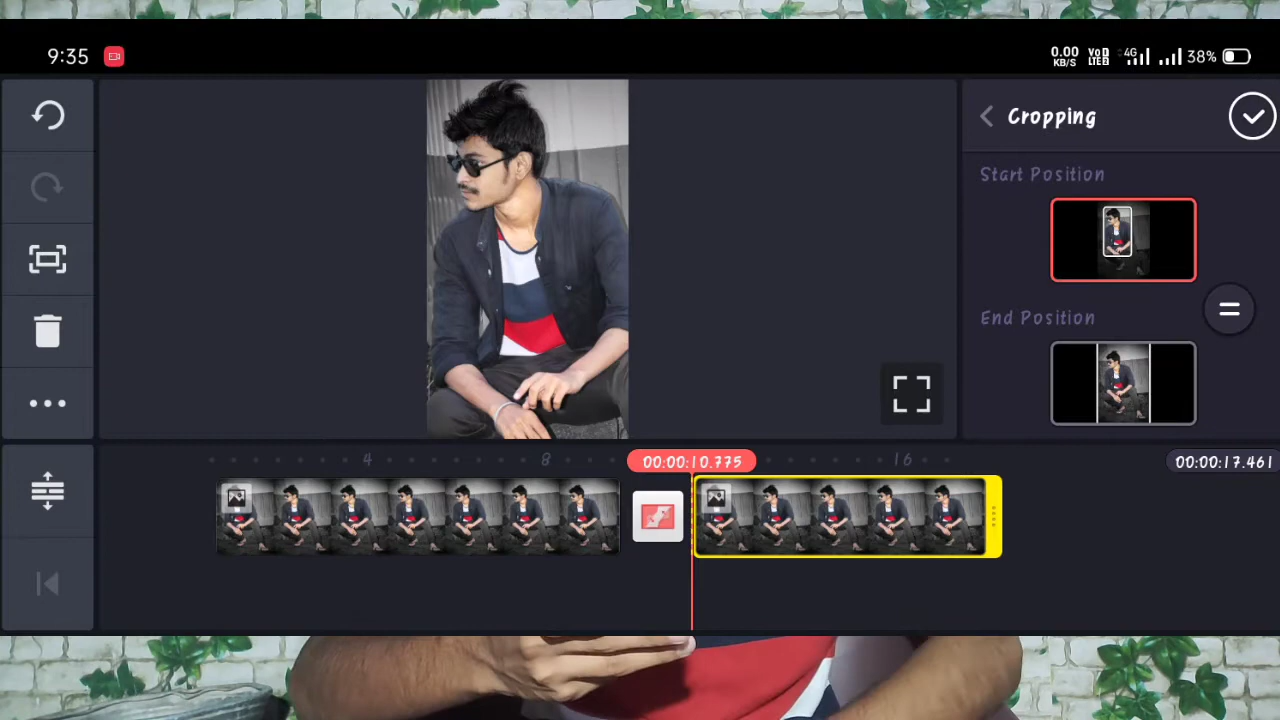 9:35
0.00 KB/S VoD LTEB 4G 38%
Cropping
Start Position
End Position
4 8 00:00:10.775 16 00:00:17.461